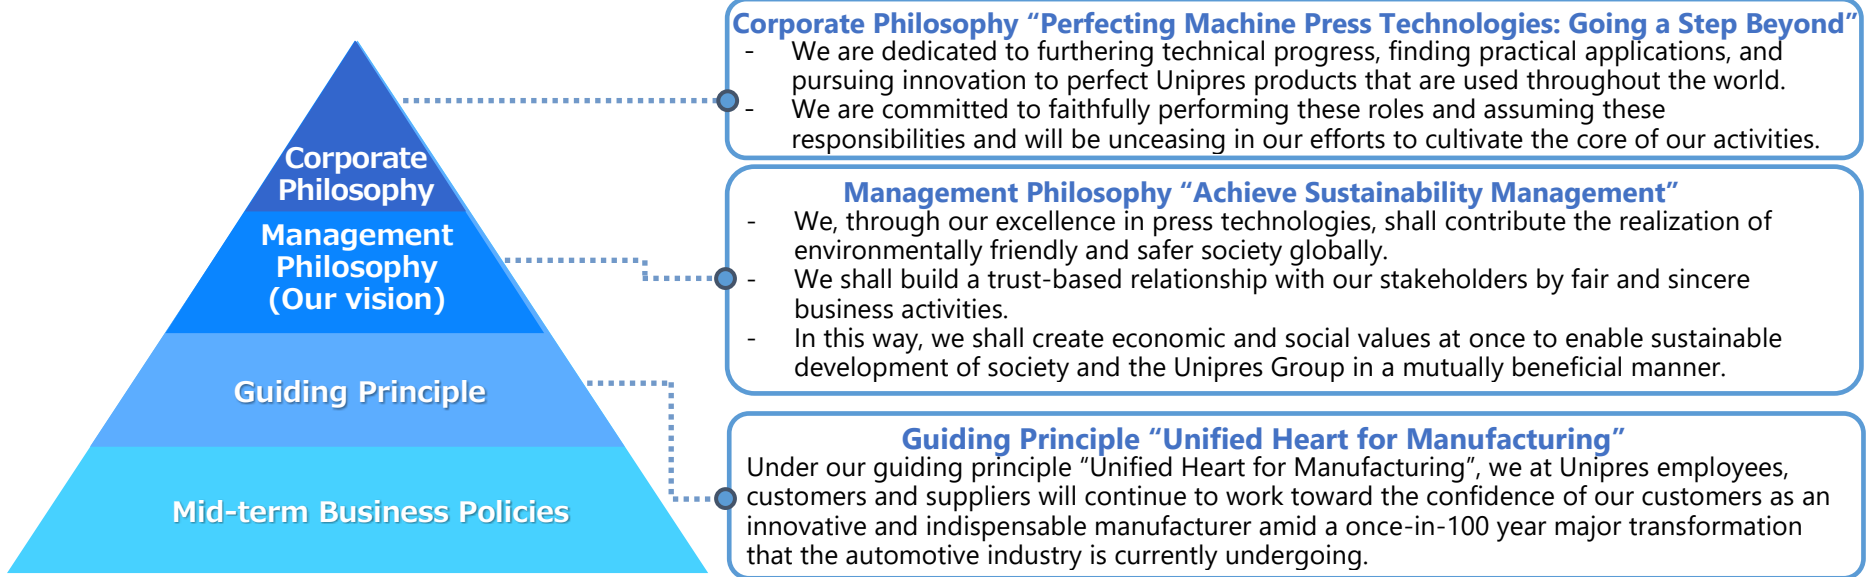 Corporate
Philosophy
Management
Philosophy
(Our vision)
Guiding Principle
Mid-term Business Policies
Corporate Philosophy “Perfecting Machine Press Technologies: Going a Step Beyond”
- We are dedicated to furthering technical progress, finding practical applications, and
pursuing innovation to perfect Unipres products that are used throughout the world.
- We are committed to faithfully performing these roles and assuming these
responsibilities and will be unceasing in our efforts to cultivate the core of our activities.
Management Philosophy “Achieve Sustainability Management”
- We, through our excellence in press technologies, shall contribute the realization of
environmentally friendly and safer society globally.
- We shall build a trust-based relationship with our stakeholders by fair and sincere
business activities.
- In this way, we shall create economic and social values at once to enable sustainable
development of society and the Unipres Group in a mutually beneficial manner.
Guiding Principle “Unified Heart for Manufacturing”
Under our guiding principle “Unified Heart for Manufacturing”, we at Unipres employees,
customers and suppliers will continue to work toward the confidence of our customers as an
innovative and indispensable manufacturer amid a once-in-100 year major transformation
that the automotive industry is currently undergoing.